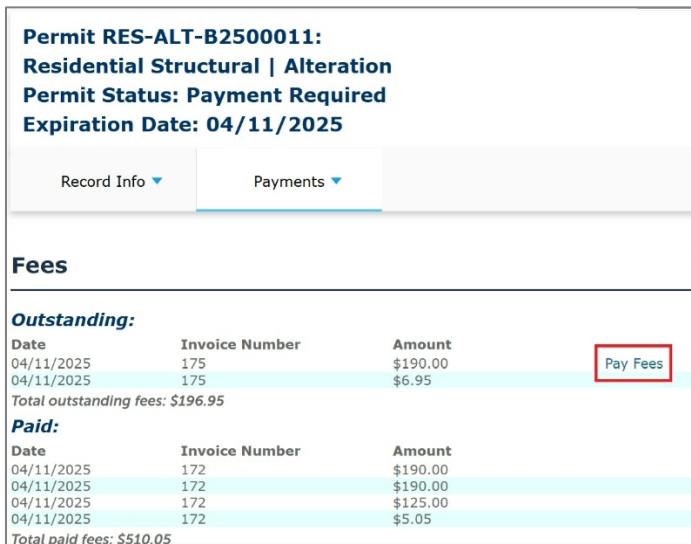 Permit RES-ALT-B2500011:
Residential Structural | Alteration
Permit Status: Payment Required
Expiration Date: 04/11/2025
Record Info Payments
Fees
Outstanding:
Date Invoice Number Amount
04/11/2025 175 $190.00 Pay Fees
04/11/2025 175 $6.95
Total outstanding fees: $196.95
Paid:
Date Invoice Number Amount
04/11/2025 172 $190.00
04/11/2025 172 $190.00
04/11/2025 172 $125.00
04/11/2025 172 $5.05
Total paid fees: $510.05